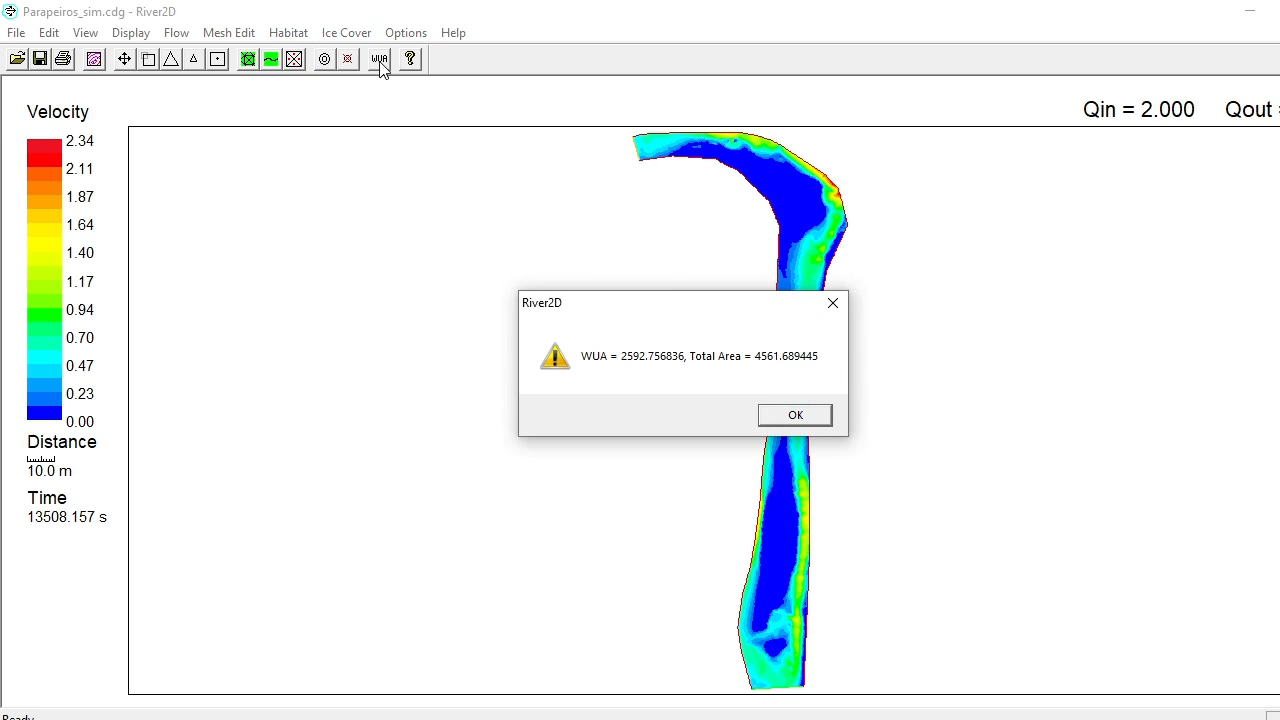 Parapeiros_sim.cdg - River2D
File Edit View Display Flow Mesh Edit Habitat Ice Cover Options Help
WUA ?
Velocity
Qin = 2.000 Qout =
2.34
2.11
1.87
1.64
1.40
1.17
0.94
0.70
0.47
0.23
0.00
Distance
10.0 m
Time
13508.157 s
River2D
WUA = 2592.756836, Total Area = 4561.689445
OK
Ready